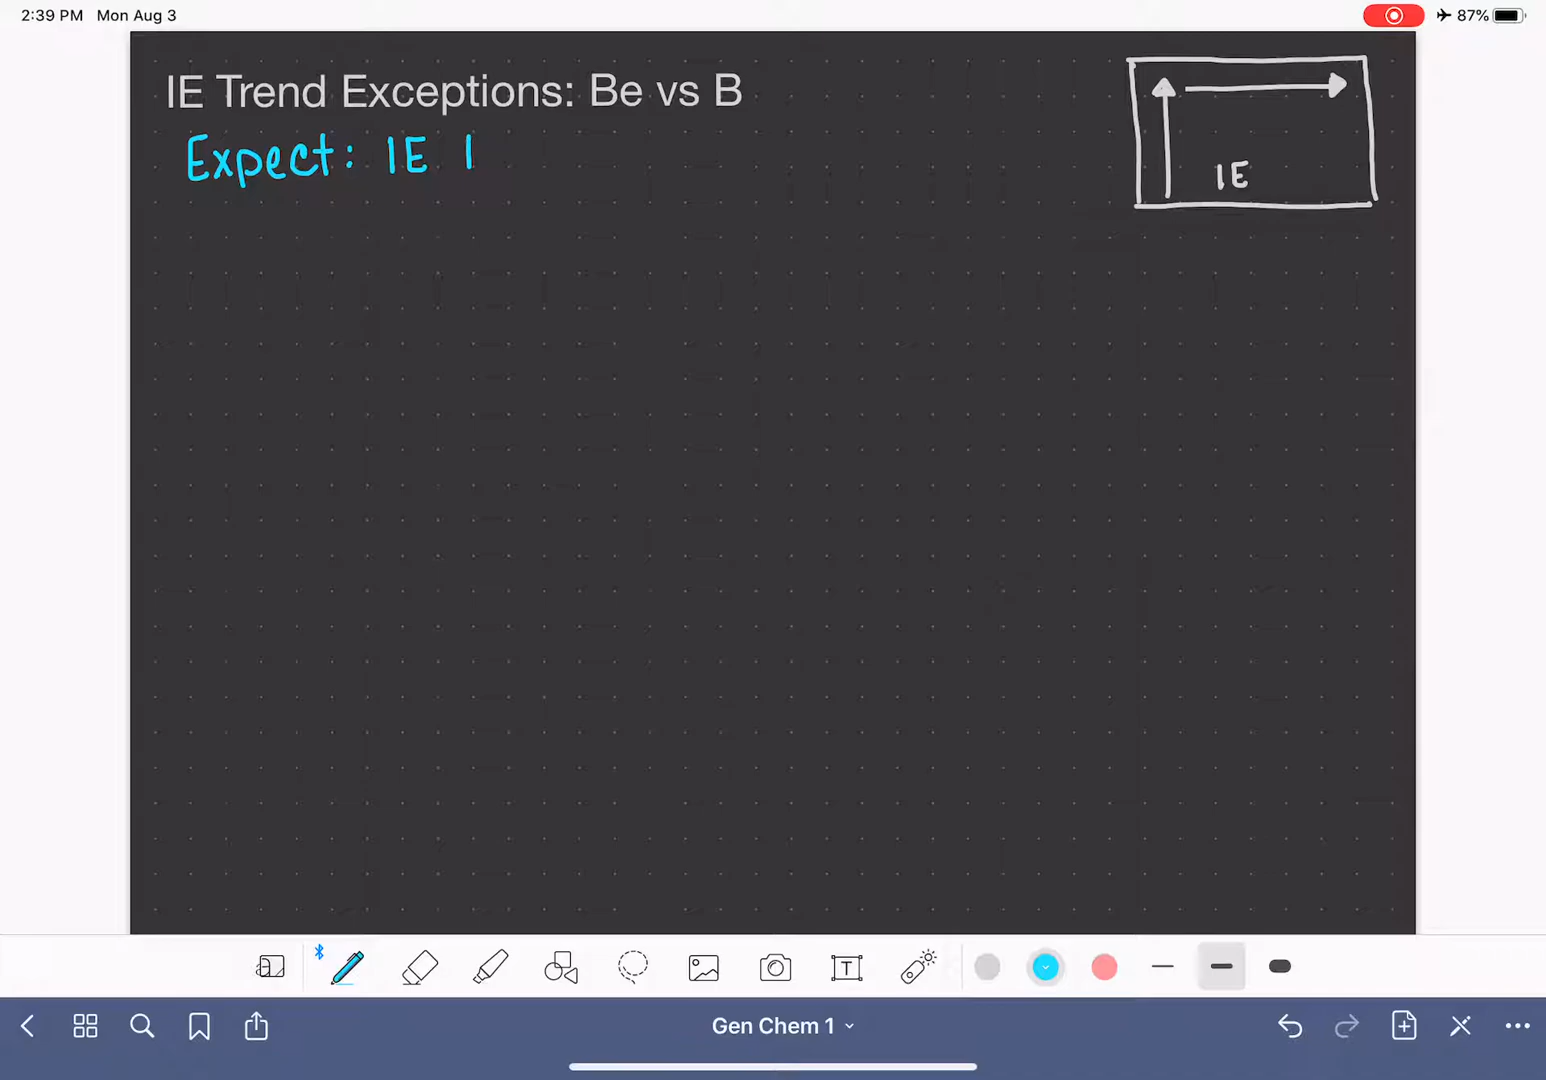 2:39 PM Mon Aug 3
87%
IE Trend Exceptions: Be vs B
Expect: IE
IE
T
Gen Chem 1